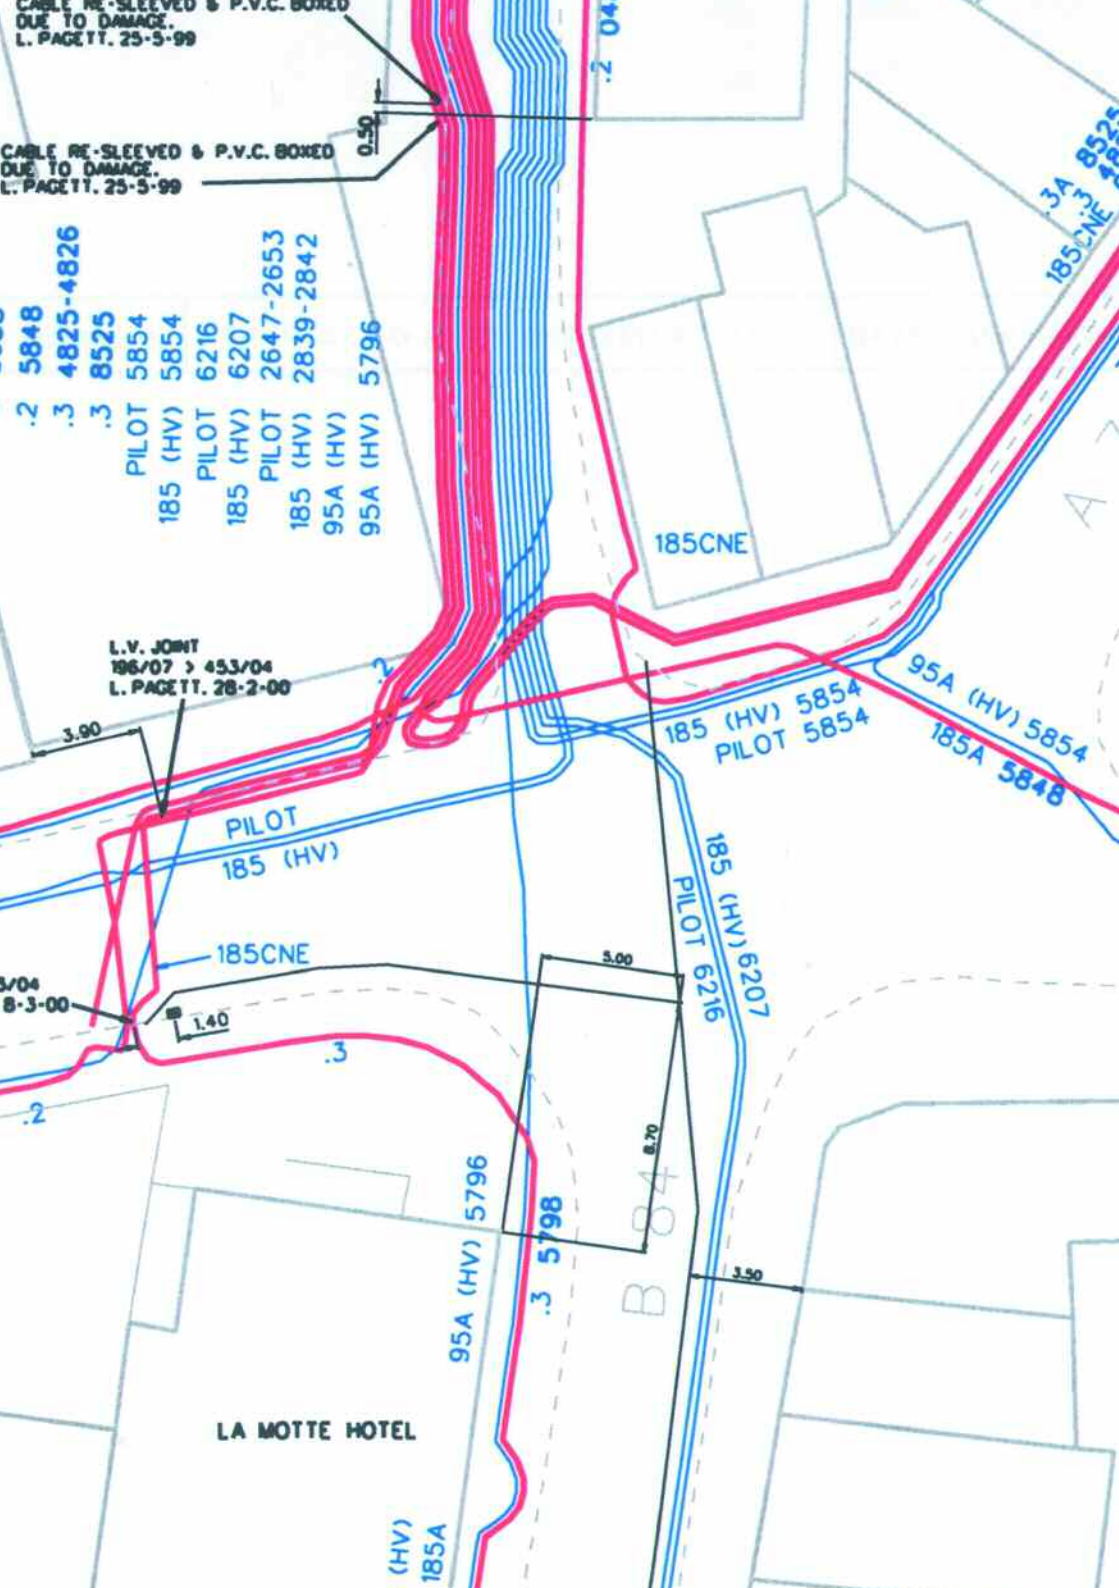 CABLE RE-SLEEVED & P.V.C. BOXED
DUE TO DAMAGE.
L. PAGETT. 25-5-99
CABLE RE-SLEEVED & P.V.C. BOXED
DUE TO DAMAGE.
L. PAGETT. 25-5-99
0.50
.2 04
.3A 8525
.3
185CNE
.2 5848
.3 4825-4826
.3 8525
PILOT 5854
185 (HV) 5854
PILOT 6216
185 (HV) 6207
PILOT 2647-2653
185 (HV) 2839-2842
95A (HV)
95A (HV) 5796
185CNE
A
L.V. JOINT
196/07 > 453/04
L. PAGETT. 28-2-00
.2
3.90
185 (HV) 5854
PILOT 5854
95A (HV) 5854
185A 5848
PILOT
185 (HV)
185 (HV) 6207
PILOT 6216
185CNE
/04
8-3-00
1.40
5.00
.3
.2
8.70
B 84
95A (HV) 5796
.3 5798
3.50
LA MOTTE HOTEL
(HV)
185A